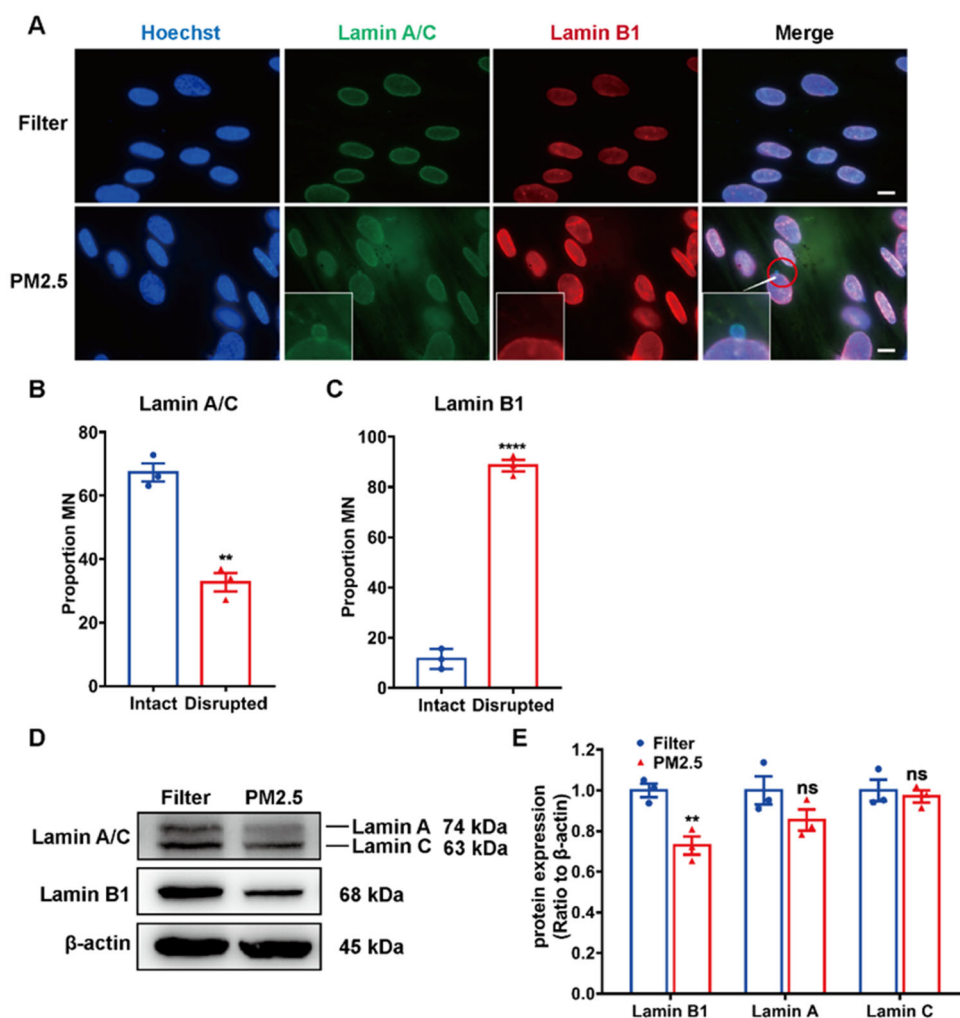 A
Hoechst Lamin A/C Lamin B1 Merge
Filter
PM2.5
B
Lamin A/C
Proportion MN
80
60
40
20
0
**
Intact Disrupted
C
Lamin B1
Proportion MN
100
80
60
40
20
0
****
Intact Disrupted
D
Filter PM2.5
Lamin A/C
Lamin A 74 kDa
Lamin C 63 kDa
Lamin B1 68 kDa
β-actin 45 kDa
E
Filter
PM2.5
protein expression
(Ratio to β-actin)
1.2
1.0
0.8
0.6
0.4
0.2
0.0
**
ns
ns
Lamin B1 Lamin A Lamin C